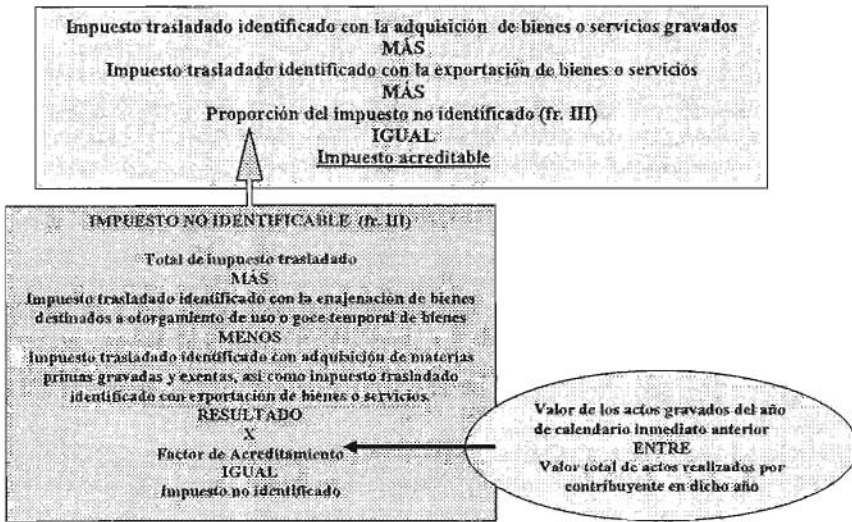 Impuesto trasladado identificado con la adquisición de bienes o servicios gravados
MÁS
Impuesto trasladado identificado con la exportación de bienes o servicios
MÁS
Proporción del impuesto no identificado (fr. III)
IGUAL
Impuesto acreditable
IMPUESTO NO IDENTIFICABLE (fr. III)
Total de impuesto trasladado
MÁS
Impuesto trasladado identificado con la enajenación de bienes
destinados a otorgamiento de uso o goce temporal de bienes
MENOS
Impuesto trasladado identificado con adquisición de materias
primas gravadas y exentas, así como impuesto trasladado
identificado con exportación de bienes o servicios.
RESULTADO
X
Factor de Acreditamiento
IGUAL
Impuesto no identificado
Valor de los actos gravados del año
de calendario inmediato anterior
ENTRE
Valor total de actos realizados por
contribuyente en dicho año